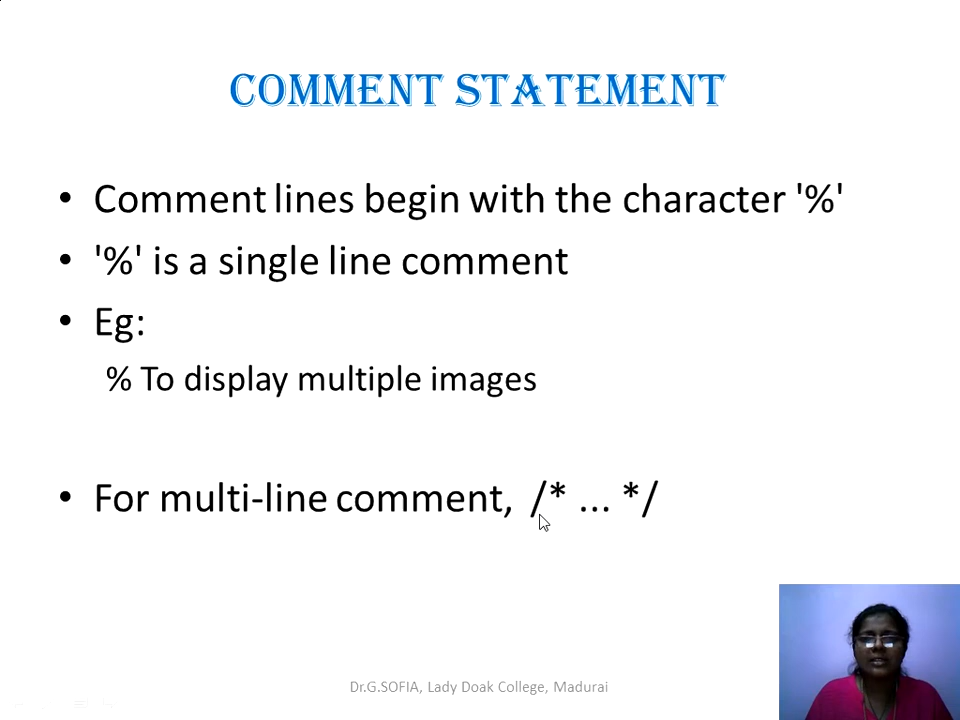 COMMENT STATEMENT
• Comment lines begin with the character '%'
• '%' is a single line comment
• Eg:
% To display multiple images
• For multi-line comment, /* ... */
Dr.G.SOFIA, Lady Doak College, Madurai